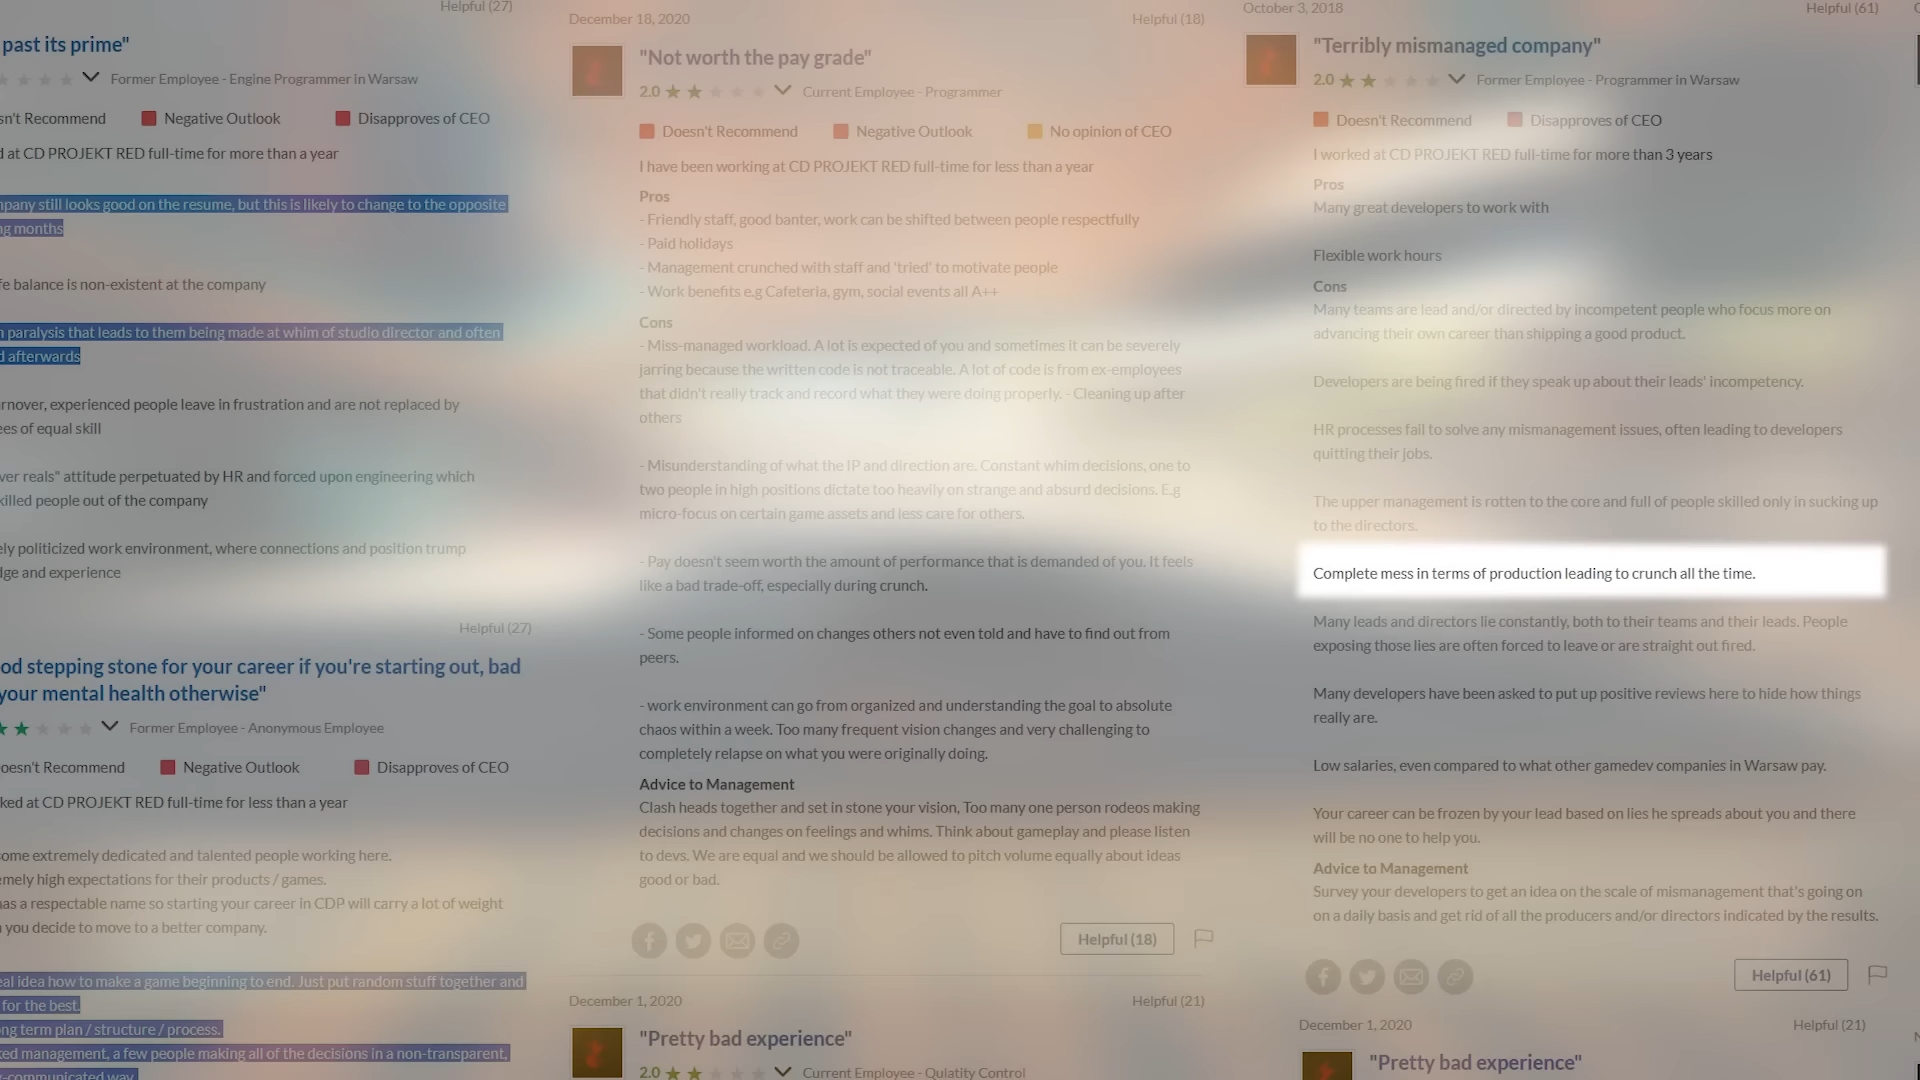 Helpful (27)
past its prime"
Former Employee - Engine Programmer in Warsaw
sn't Recommend Negative Outlook Disapproves of CEO
d at CD PROJEKT RED full-time for more than a year
mpany still looks good on the resume, but this is likely to change to the opposite
ng months
fe balance is non-existent at the company
n paralysis that leads to them being made at whim of studio director and often
d afterwards
rnover, experienced people leave in frustration and are not replaced by
ees of equal skill
ver reals" attitude perpetuated by HR and forced upon engineering which
killed people out of the company
ely politicized work environment, where connections and position trump
dge and experience
Helpful (27)
od stepping stone for your career if you're starting out, bad
your mental health otherwise"
Former Employee - Anonymous Employee
oesn't Recommend Negative Outlook Disapproves of CEO
ked at CD PROJEKT RED full-time for less than a year
some extremely dedicated and talented people working here.
emely high expectations for their products / games.
has a respectable name so starting your career in CDP will carry a lot of weight
you decide to move to a better company.
eal idea how to make a game beginning to end. Just put random stuff together and
for the best.
ong term plan / structure / process.
ked management, a few people making all of the decisions in a non-transparent,
-communicated way.
December 18, 2020 Helpful (18)
"Not worth the pay grade"
2.0 Current Employee - Programmer
Doesn't Recommend Negative Outlook No opinion of CEO
I have been working at CD PROJEKT RED full-time for less than a year
Pros
- Friendly staff, good banter, work can be shifted between people respectfully
- Paid holidays
- Management crunched with staff and 'tried' to motivate people
- Work benefits e.g Cafeteria, gym, social events all A++
Cons
- Miss-managed workload. A lot is expected of you and sometimes it can be severely
jarring because the written code is not traceable. A lot of code is from ex-employees
that didn't really track and record what they were doing properly. - Cleaning up after
others
- Misunderstanding of what the IP and direction are. Constant whim decisions, one to
two people in high positions dictate too heavily on strange and absurd decisions. E.g
micro-focus on certain game assets and less care for others.
- Pay doesn't seem worth the amount of performance that is demanded of you. It feels
like a bad trade-off, especially during crunch.
- Some people informed on changes others not even told and have to find out from
peers.
- work environment can go from organized and understanding the goal to absolute
chaos within a week. Too many frequent vision changes and very challenging to
completely relapse on what you were originally doing.
Advice to Management
Clash heads together and set in stone your vision, Too many one person rodeos making
decisions and changes on feelings and whims. Think about gameplay and please listen
to devs. We are equal and we should be allowed to pitch volume equally about ideas
good or bad.
Helpful (18)
December 1, 2020 Helpful (21)
"Pretty bad experience"
2.0 Current Employee - Qulatity Control
October 3, 2018 Helpful (61)
"Terribly mismanaged company"
2.0 Former Employee - Programmer in Warsaw
Doesn't Recommend Disapproves of CEO
I worked at CD PROJEKT RED full-time for more than 3 years
Pros
Many great developers to work with
Flexible work hours
Cons
Many teams are lead and/or directed by incompetent people who focus more on
advancing their own career than shipping a good product.
Developers are being fired if they speak up about their leads' incompetency.
HR processes fail to solve any mismanagement issues, often leading to developers
quitting their jobs.
The upper management is rotten to the core and full of people skilled only in sucking up
to the directors.
Complete mess in terms of production leading to crunch all the time.
Many leads and directors lie constantly, both to their teams and their leads. People
exposing those lies are often forced to leave or are straight out fired.
Many developers have been asked to put up positive reviews here to hide how things
really are.
Low salaries, even compared to what other gamedev companies in Warsaw pay.
Your career can be frozen by your lead based on lies he spreads about you and there
will be no one to help you.
Advice to Management
Survey your developers to get an idea on the scale of mismanagement that's going on
on a daily basis and get rid of all the producers and/or directors indicated by the results.
Helpful (61)
December 1, 2020 Helpful (21)
"Pretty bad experience"